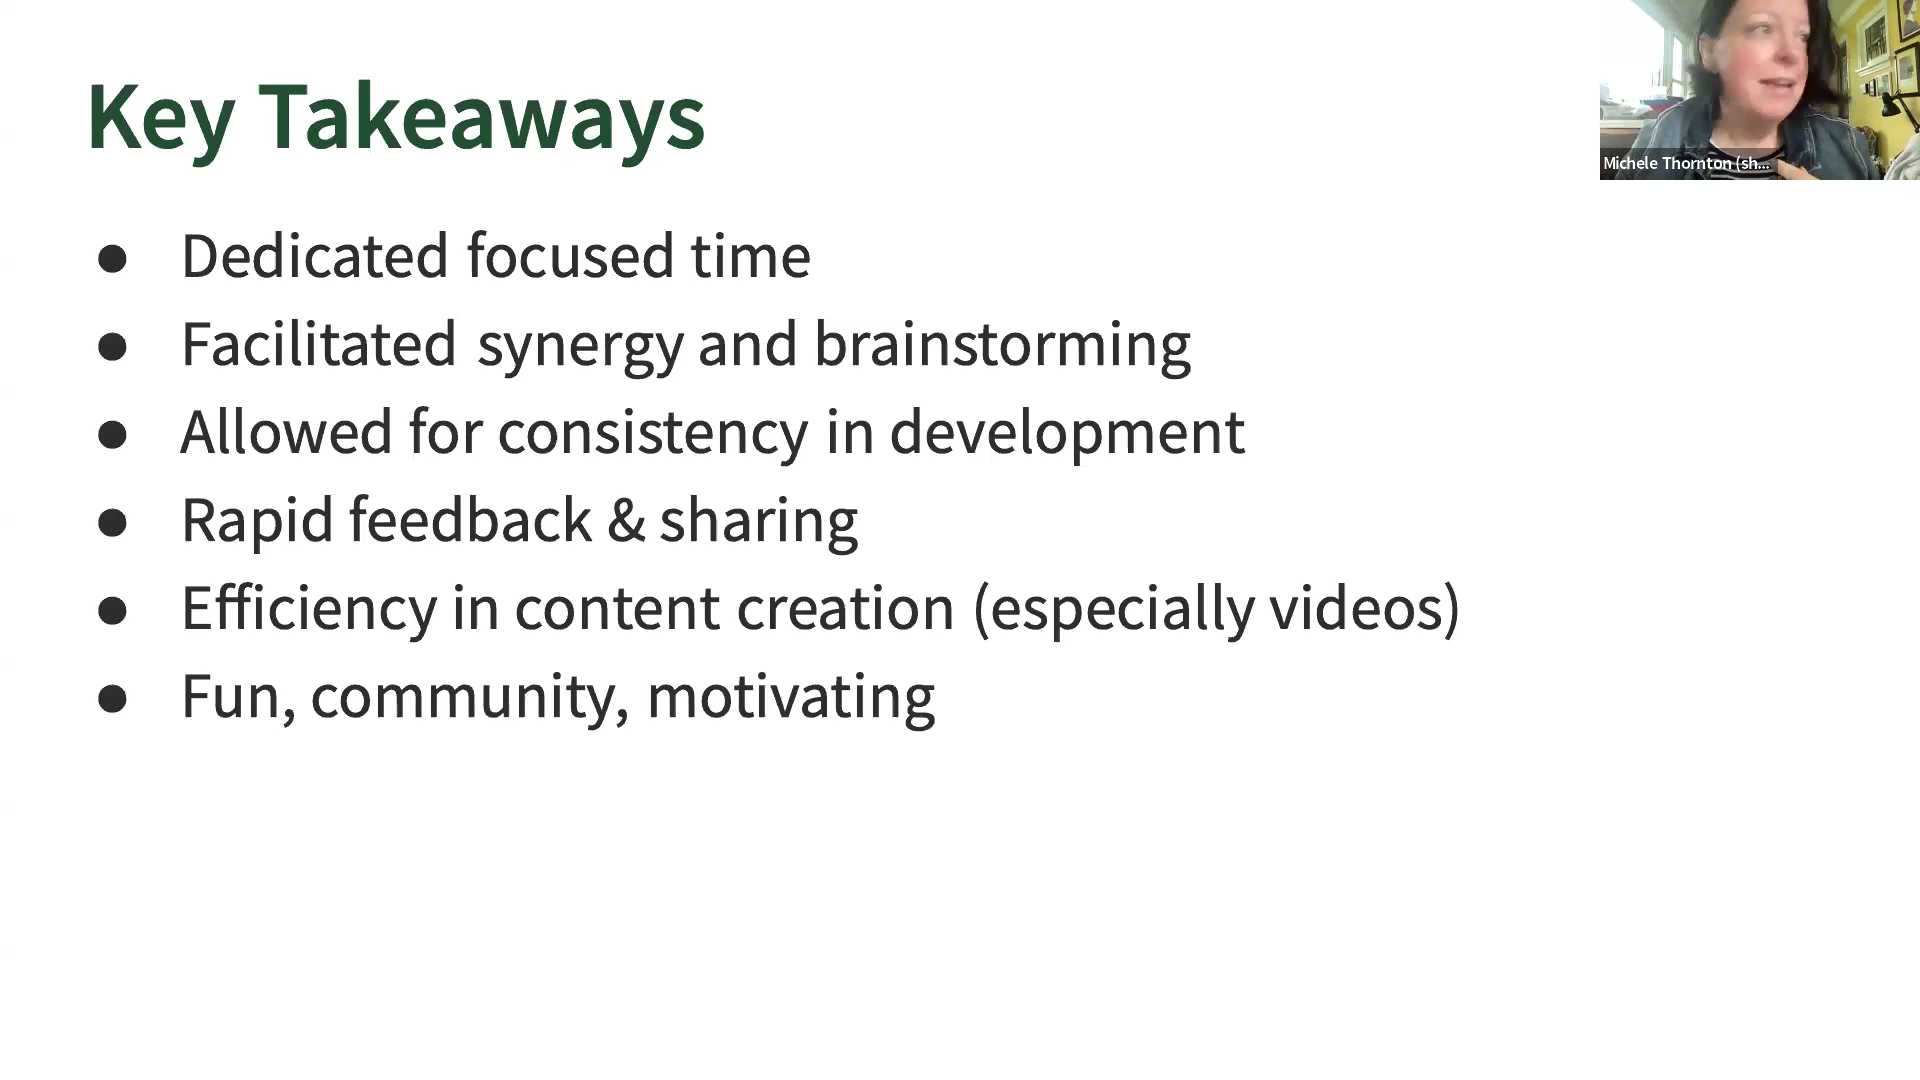 Key Takeaways
● Dedicated focused time
● Facilitated synergy and brainstorming
● Allowed for consistency in development
● Rapid feedback & sharing
● Efficiency in content creation (especially videos)
● Fun, community, motivating
Michele Thornton (sh...